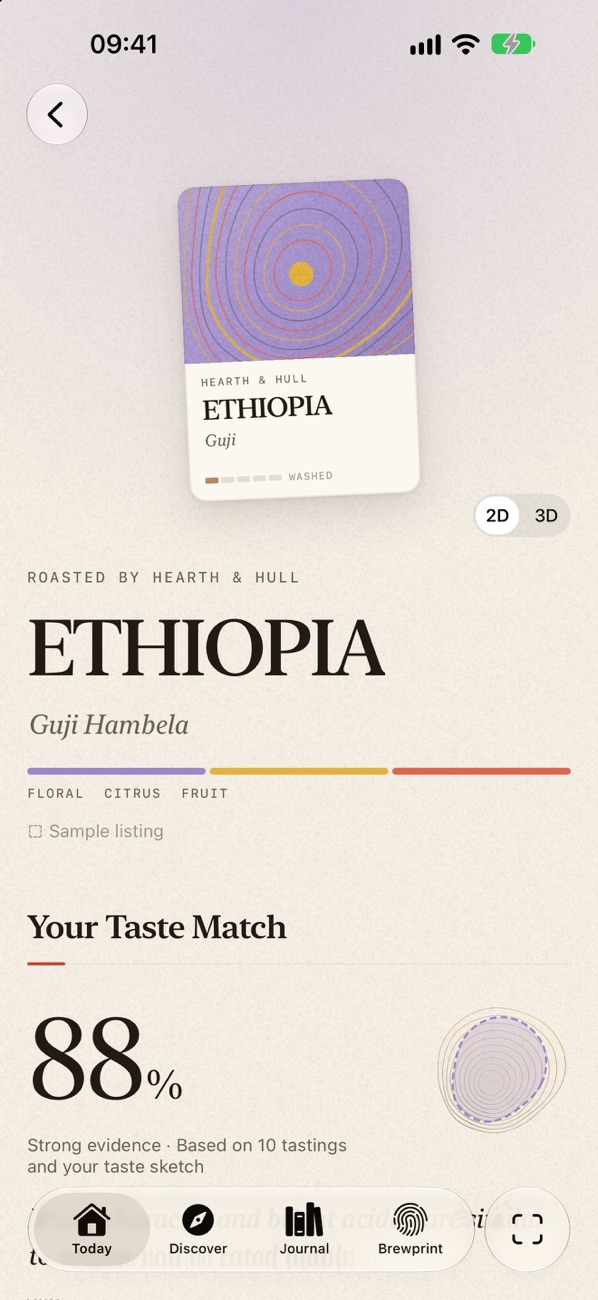 09:41
HEARTH & HULL
ETHIOPIA
Guji
WASHED
2D 3D
ROASTED BY HEARTH & HULL
ETHIOPIA
Guji Hambela
FLORAL CITRUS FRUIT
Sample listing
Your Taste Match
88%
Strong evidence · Based on 10 tastings
and your taste sketch
Today Discover Journal Brewprint